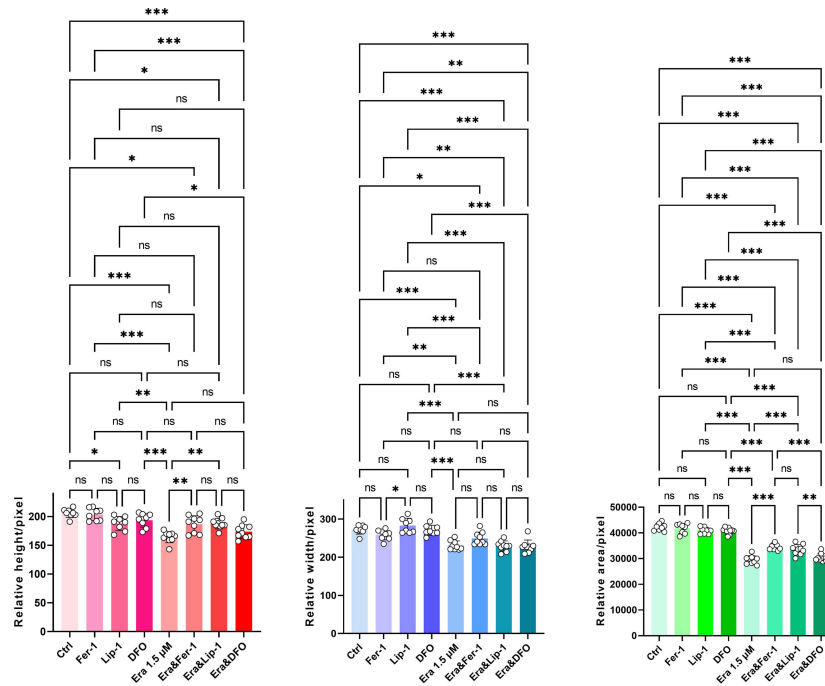 ***
***
*
ns
ns
*
*
ns
ns
***
ns
***
ns ns
** ns
ns ns ns
* *** **
ns ns ns ** ns ns
Relative height/pixel
200
150
100
50
0
Ctrl
Fer-1
Lip-1
DFO
Era 1.5 μM
Era&Fer-1
Era&Lip-1
Era&DFO
***
**
***
***
**
*
***
***
ns
***
***
**
ns ***
*** ns
ns ns ns
ns ***
ns * ns ns ns ns
Relative width/pixel
300
200
100
0
Ctrl
Fer-1
Lip-1
DFO
Era 1.5 μM
Era&Fer-1
Era&Lip-1
Era&DFO
***
***
***
***
***
***
***
***
***
***
***
*** ns
ns ***
*** ***
ns *** ***
ns ***
ns ns ns *** ns **
Relative area/pixel
50000
40000
30000
20000
10000
0
Ctrl
Fer-1
Lip-1
DFO
Era 1.5 μM
Era&Fer-1
Era&Lip-1
Era&DFO